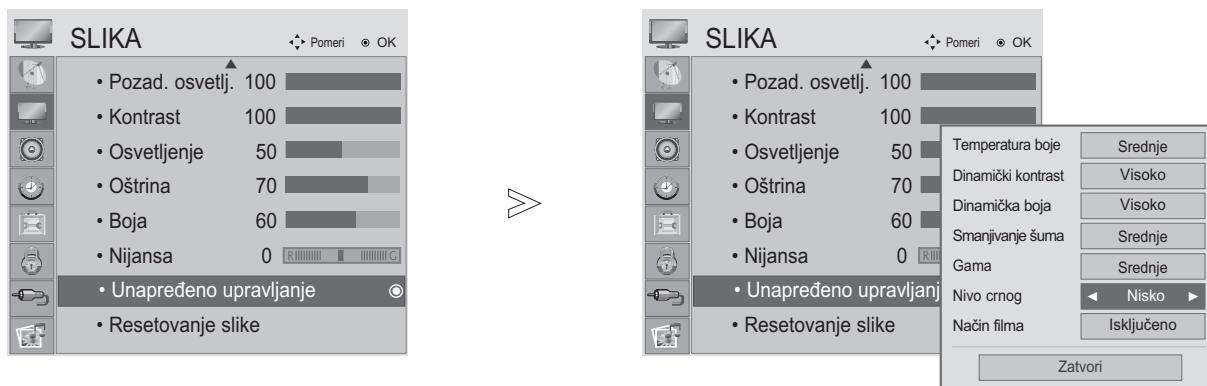 SLIKA Pomeri OK
• Pozad. osvetlj. 100
• Kontrast 100
• Osvetljenje 50
• Oštrina 70
• Boja 60
• Nijansa 0 R G
• Unapređeno upravljanje
• Resetovanje slike
SLIKA Pomeri OK
• Pozad. osvetlj. 100
• Kontrast 100
• Osvetljenje 50
• Oštrina 70
• Boja 60
• Nijansa 0 R
• Unapređeno upravljanj
• Resetovanje slike
Temperatura boje Srednje
Dinamički kontrast Visoko
Dinamička boja Visoko
Smanjivanje šuma Srednje
Gama Srednje
Nivo crnog ◄ Nisko ►
Način filma Isključeno
Zatvori